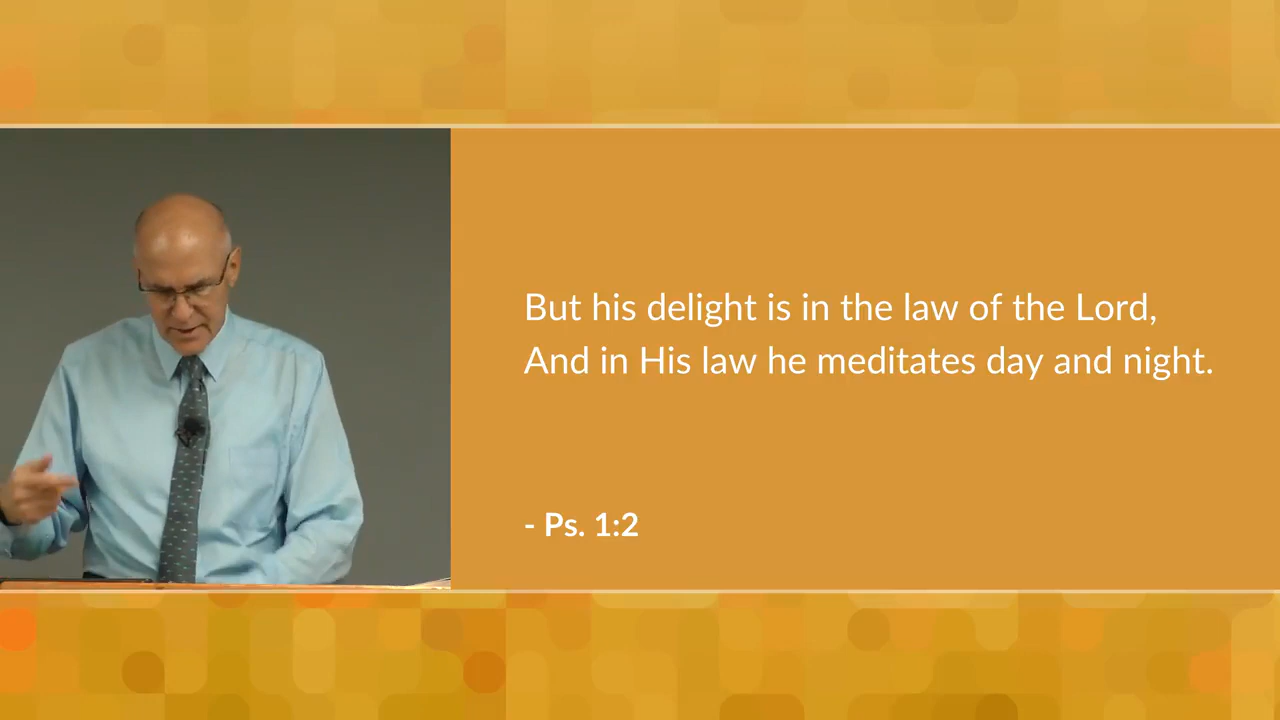 But his delight is in the law of the Lord,
And in His law he meditates day and night.
- Ps. 1:2